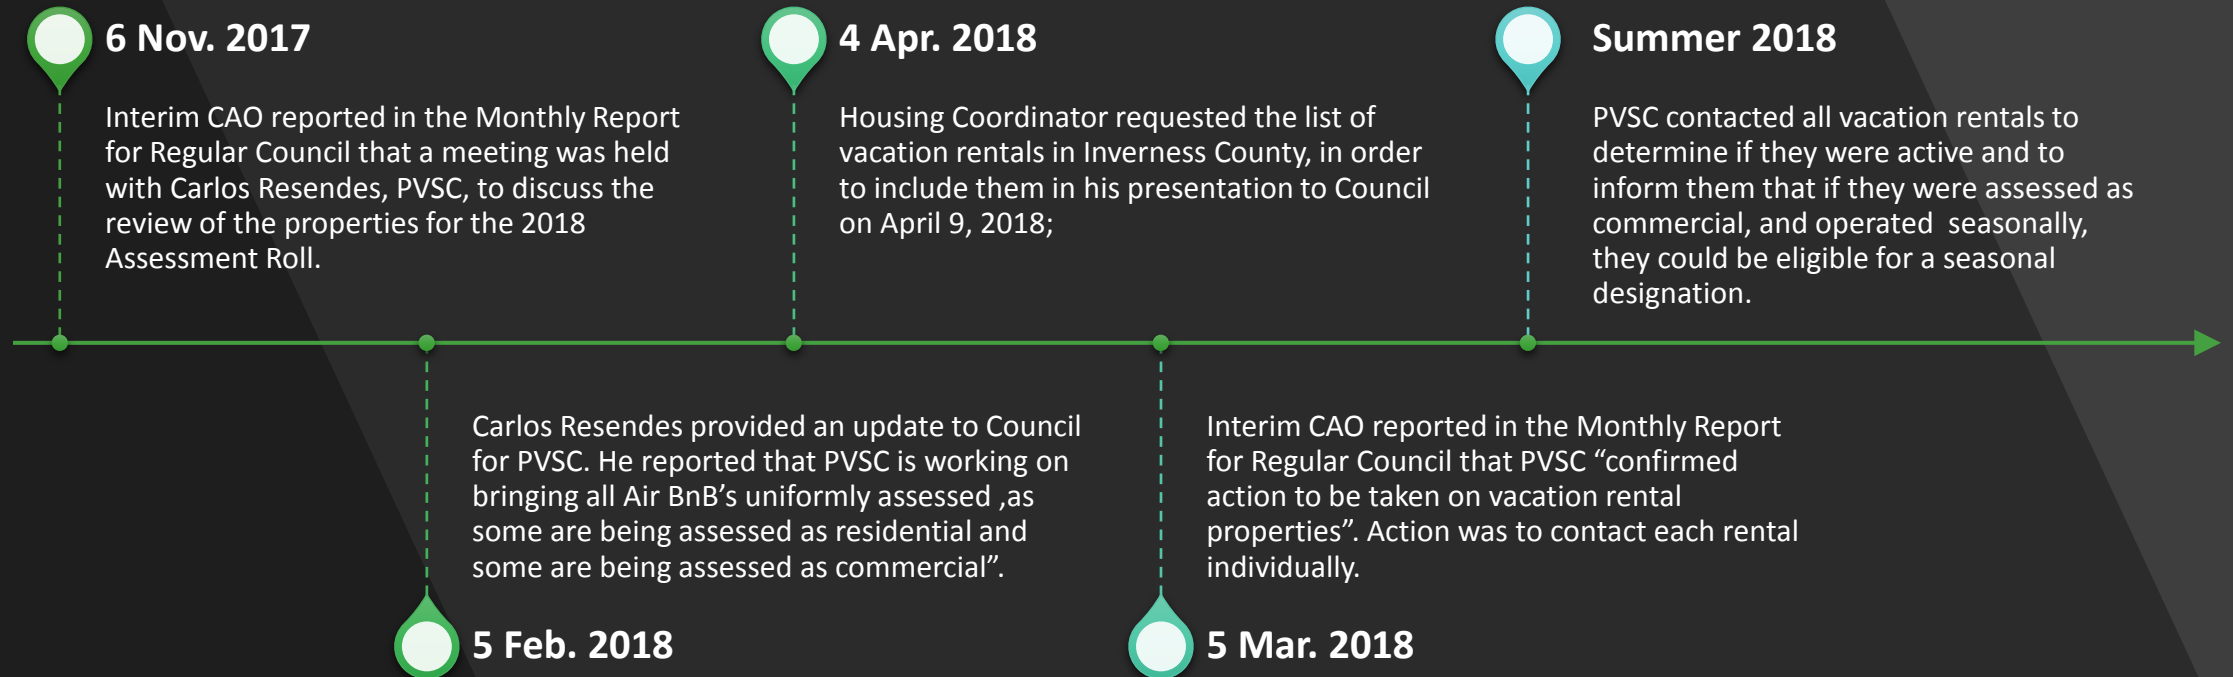 6 Nov. 2017
Interim CAO reported in the Monthly Report
for Regular Council that a meeting was held
with Carlos Resendes, PVSC, to discuss the
review of the properties for the 2018
Assessment Roll.
Carlos Resendes provided an update to Council
for PVSC. He reported that PVSC is working on
bringing all Air BnB’s uniformly assessed ,as
some are being assessed as residential and
some are being assessed as commercial”.
5 Feb. 2018
4 Apr. 2018
Housing Coordinator requested the list of
vacation rentals in Inverness County, in order
to include them in his presentation to Council
on April 9, 2018;
Interim CAO reported in the Monthly Report
for Regular Council that PVSC “confirmed
action to be taken on vacation rental
properties”. Action was to contact each rental
individually.
5 Mar. 2018
Summer 2018
PVSC contacted all vacation rentals to
determine if they were active and to
inform them that if they were assessed as
commercial, and operated  seasonally,
they could be eligible for a seasonal
designation.